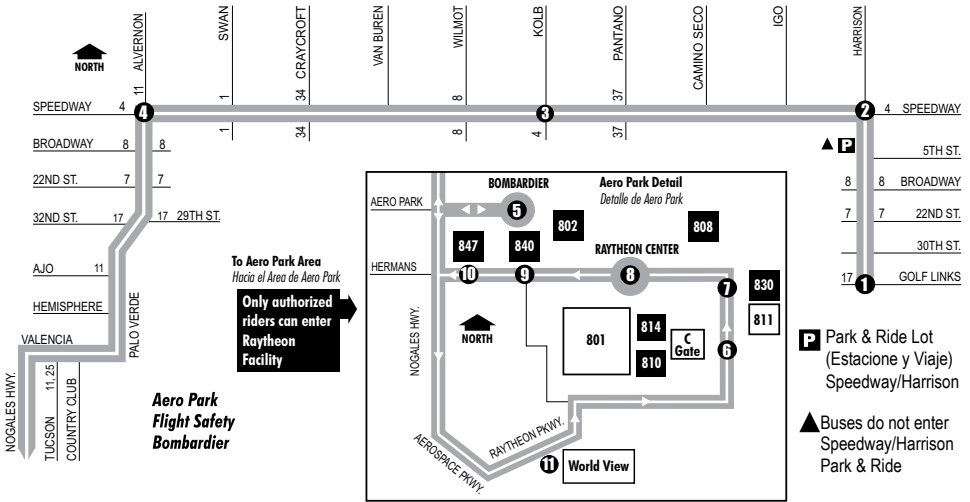 NORTH
11 ALVERNON
SWAN
1
CRAYCROFT
34
VAN BUREN
WILMOT
8
KOLB
PANTANO
37
CAMINO SECO
IGO
HARRISON
SPEEDWAY 4 4 3 2 4 SPEEDWAY
1 34 8 4 37
BROADWAY 8 8
22ND ST. 7 7
32ND ST. 17 17 29TH ST.
AJO 11
HEMISPHERE
VALENCIA
PALO VERDE
NOGALES HWY.
TUCSON 11, 25
COUNTRY CLUB
P
5TH ST.
8 8 BROADWAY
7 7 22ND ST.
30TH ST.
17 1 GOLF LINKS
To Aero Park Area
Hacia el Area de Aero Park
Only authorized
riders can enter
Raytheon
Facility
Aero Park
Flight Safety
Bombardier
Aero Park Detail
Detalle de Aero Park
BOMBARDIER
AERO PARK
5
802
808
847
840
RAYTHEON CENTER
HERMANS
10
9
8
7
830
811
NORTH
801
814
810
C
Gate
6
NOGALES HWY.
RAYTHEON PKWY.
AEROSPACE PKWY.
11
World View
P Park & Ride Lot
(Estacione y Viaje)
Speedway/Harrison
Buses do not enter
Speedway/Harrison
Park & Ride